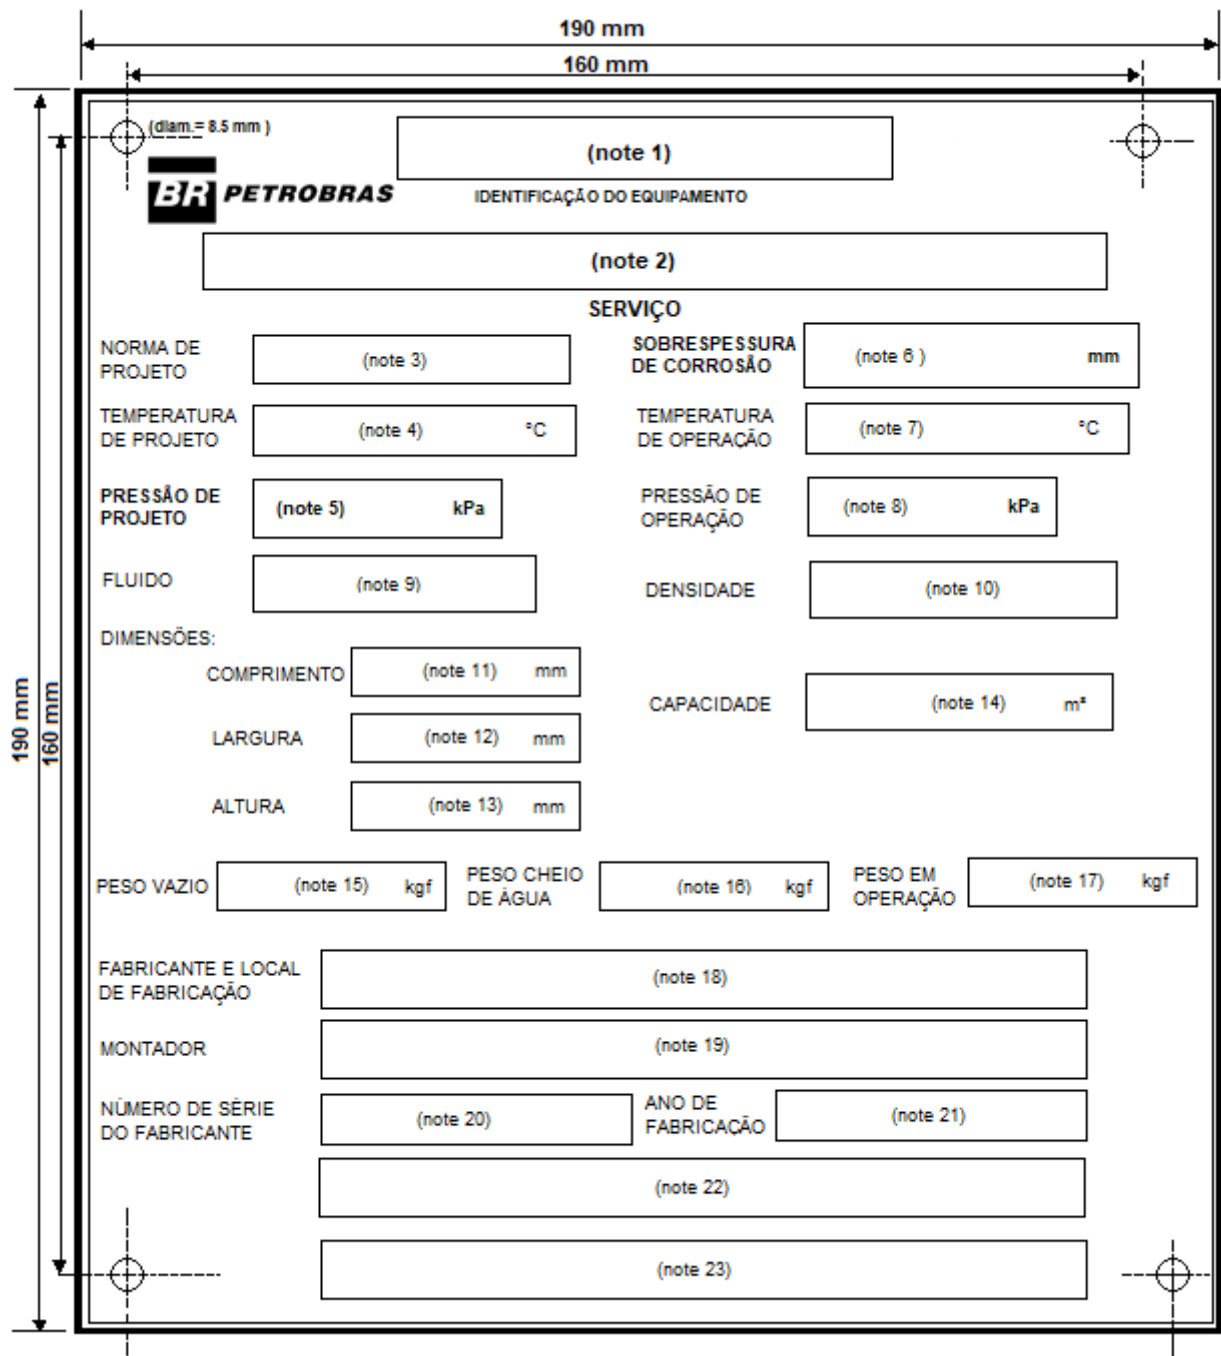 190 mm
160 mm
(diam.= 8.5 mm )
(note 1)
BR PETROBRAS
IDENTIFICAÇÃO DO EQUIPAMENTO
(note 2)
SERVIÇO
NORMA DE
PROJETO
(note 3)
SOBRESPESSURA
DE CORROSÃO
(note 6 )
mm
TEMPERATURA
DE PROJETO
(note 4)
°C
TEMPERATURA
DE OPERAÇÃO
(note 7)
°C
PRESSÃO DE
PROJETO
(note 5)
kPa
PRESSÃO DE
OPERAÇÃO
(note 8)
kPa
FLUIDO
(note 9)
DENSIDADE
(note 10)
DIMENSÕES:
COMPRIMENTO
(note 11)
mm
CAPACIDADE
(note 14)
m³
LARGURA
(note 12)
mm
ALTURA
(note 13)
mm
190 mm
160 mm
PESO VAZIO
(note 15)
kgf
PESO CHEIO
DE ÁGUA
(note 16)
kgf
PESO EM
OPERAÇÃO
(note 17)
kgf
FABRICANTE E LOCAL
DE FABRICAÇÃO
(note 18)
MONTADOR
(note 19)
NÚMERO DE SÉRIE
DO FABRICANTE
(note 20)
ANO DE
FABRICAÇÃO
(note 21)
(note 22)
(note 23)